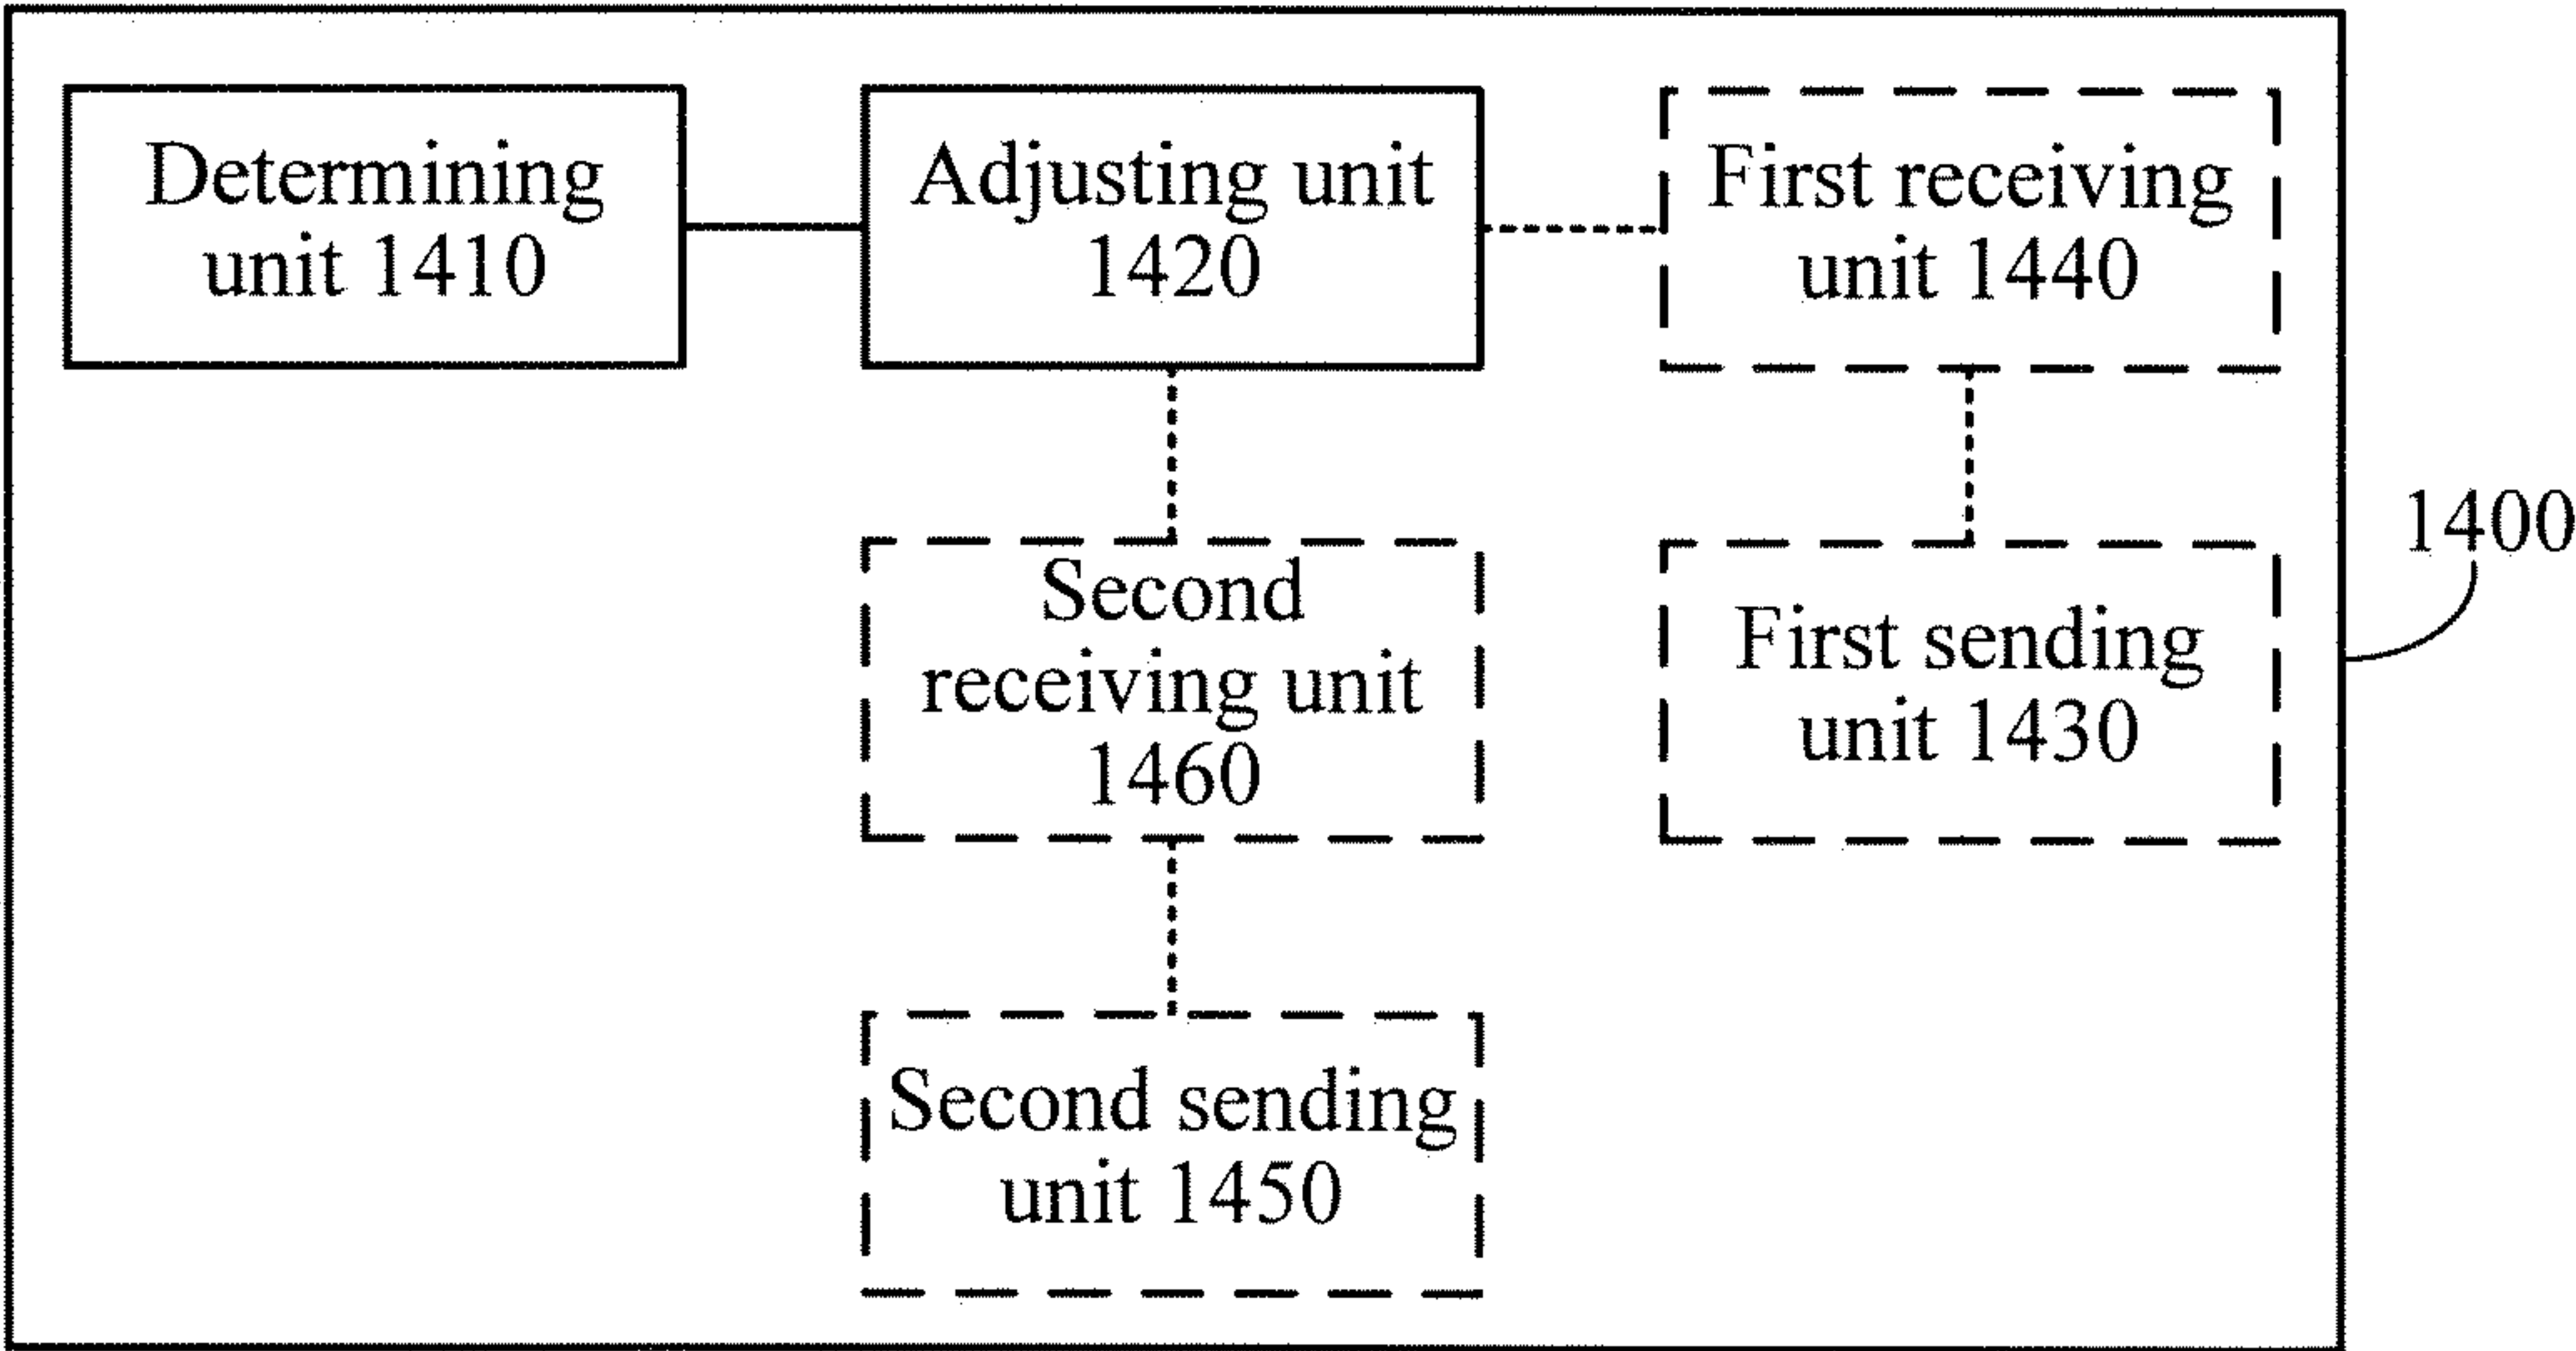 Determining
unit 1410
Adjusting unit
1420
First receiving
unit 1440
Second
receiving unit
1460
First sending
unit 1430
1400
Second sending
unit 1450